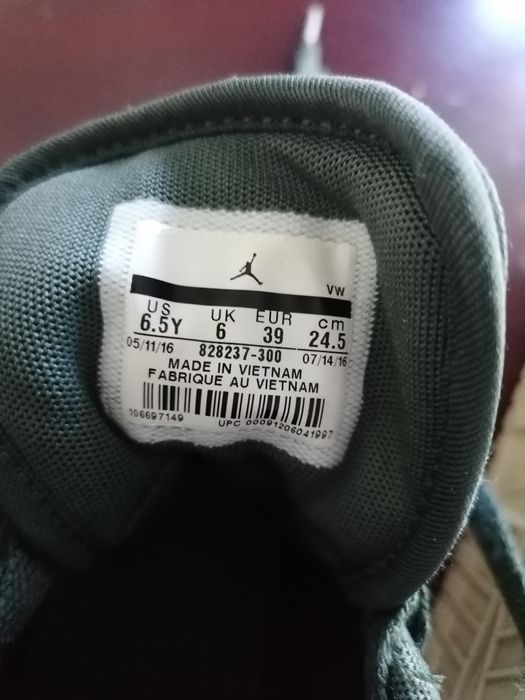 VW
US UK EUR cm
6.5Y 6 39 24.5
05/11/16 828237-300 07/14/16
MADE IN VIETNAM
FABRIQUE AU VIETNAM
106697149 UPC 00091206041997